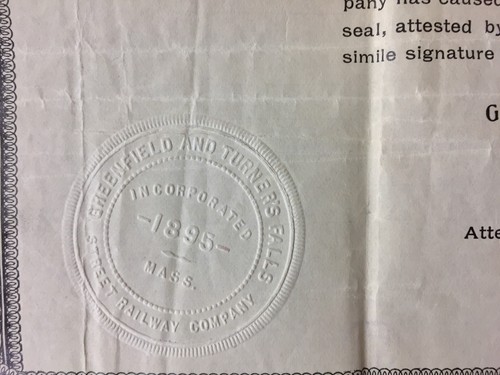 pany has caused
seal, attested by
simile signature
G
Atte
GREENFIELD AND TURNER'S FALLS
STREET RAILWAY COMPANY
INCORPORATED
-1895-
MASS.